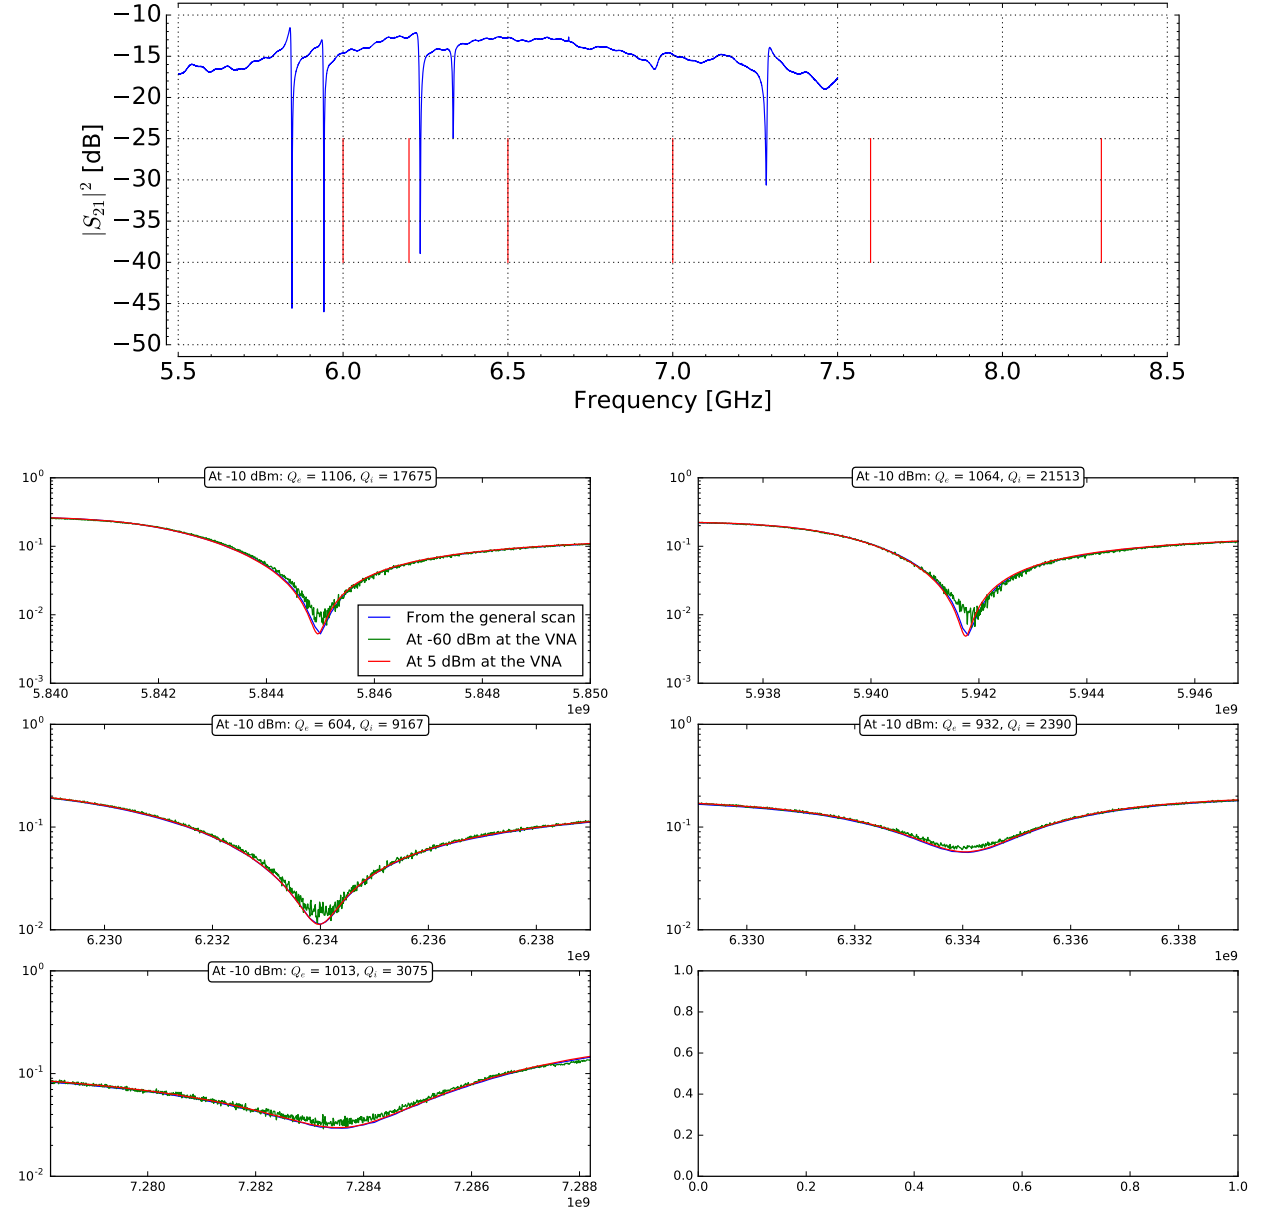 −10
−15
−20
−25
−30
−35
−40
−45
−50
|S21|² [dB]
5.5 6.0 6.5 7.0 7.5 8.0 8.5
Frequency [GHz]
At -10 dBm: Qe = 1106, Qi = 17675
10⁰
10⁻¹
10⁻²
10⁻³
From the general scan
At -60 dBm at the VNA
At 5 dBm at the VNA
5.840 5.842 5.844 5.846 5.848 5.850
1e9
At -10 dBm: Qe = 1064, Qi = 21513
10⁰
10⁻¹
10⁻²
10⁻³
5.938 5.940 5.942 5.944 5.946
1e9
At -10 dBm: Qe = 604, Qi = 9167
10⁰
10⁻¹
10⁻²
6.230 6.232 6.234 6.236 6.238
1e9
At -10 dBm: Qe = 932, Qi = 2390
10⁰
10⁻¹
10⁻²
6.330 6.332 6.334 6.336 6.338
1e9
At -10 dBm: Qe = 1013, Qi = 3075
10⁰
10⁻¹
10⁻²
7.280 7.282 7.284 7.286 7.288
1e9
1.0
0.8
0.6
0.4
0.2
0.0
0.0 0.2 0.4 0.6 0.8 1.0